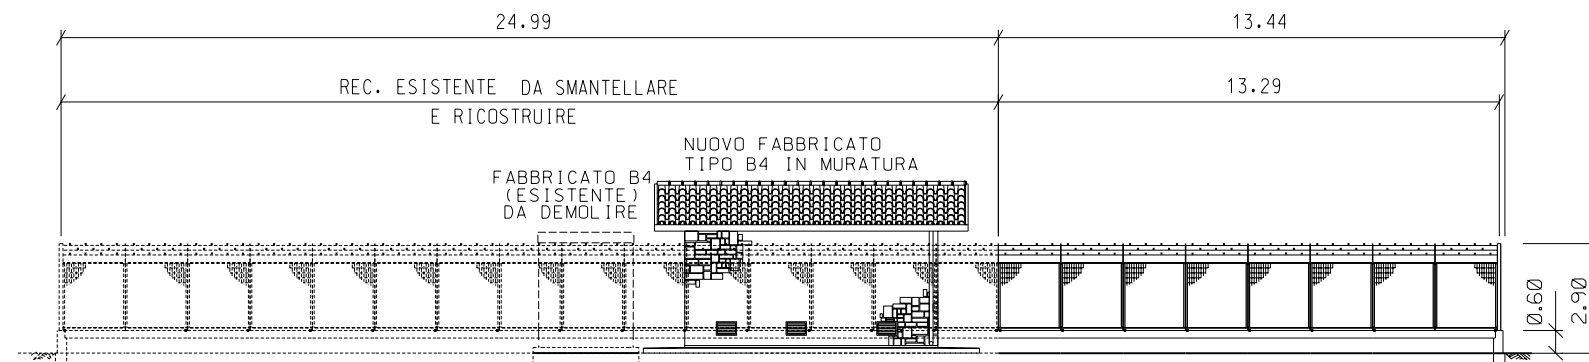 24.99
13.44
REC. ESISTENTE DA SMANTELLARE
E RICOSTRUIRE
13.29
NUOVO FABBRICATO
TIPO B4 IN MURATURA
FABBRICATO B4
(ESISTENTE)
DA DEMOLIRE
0.60
2.90